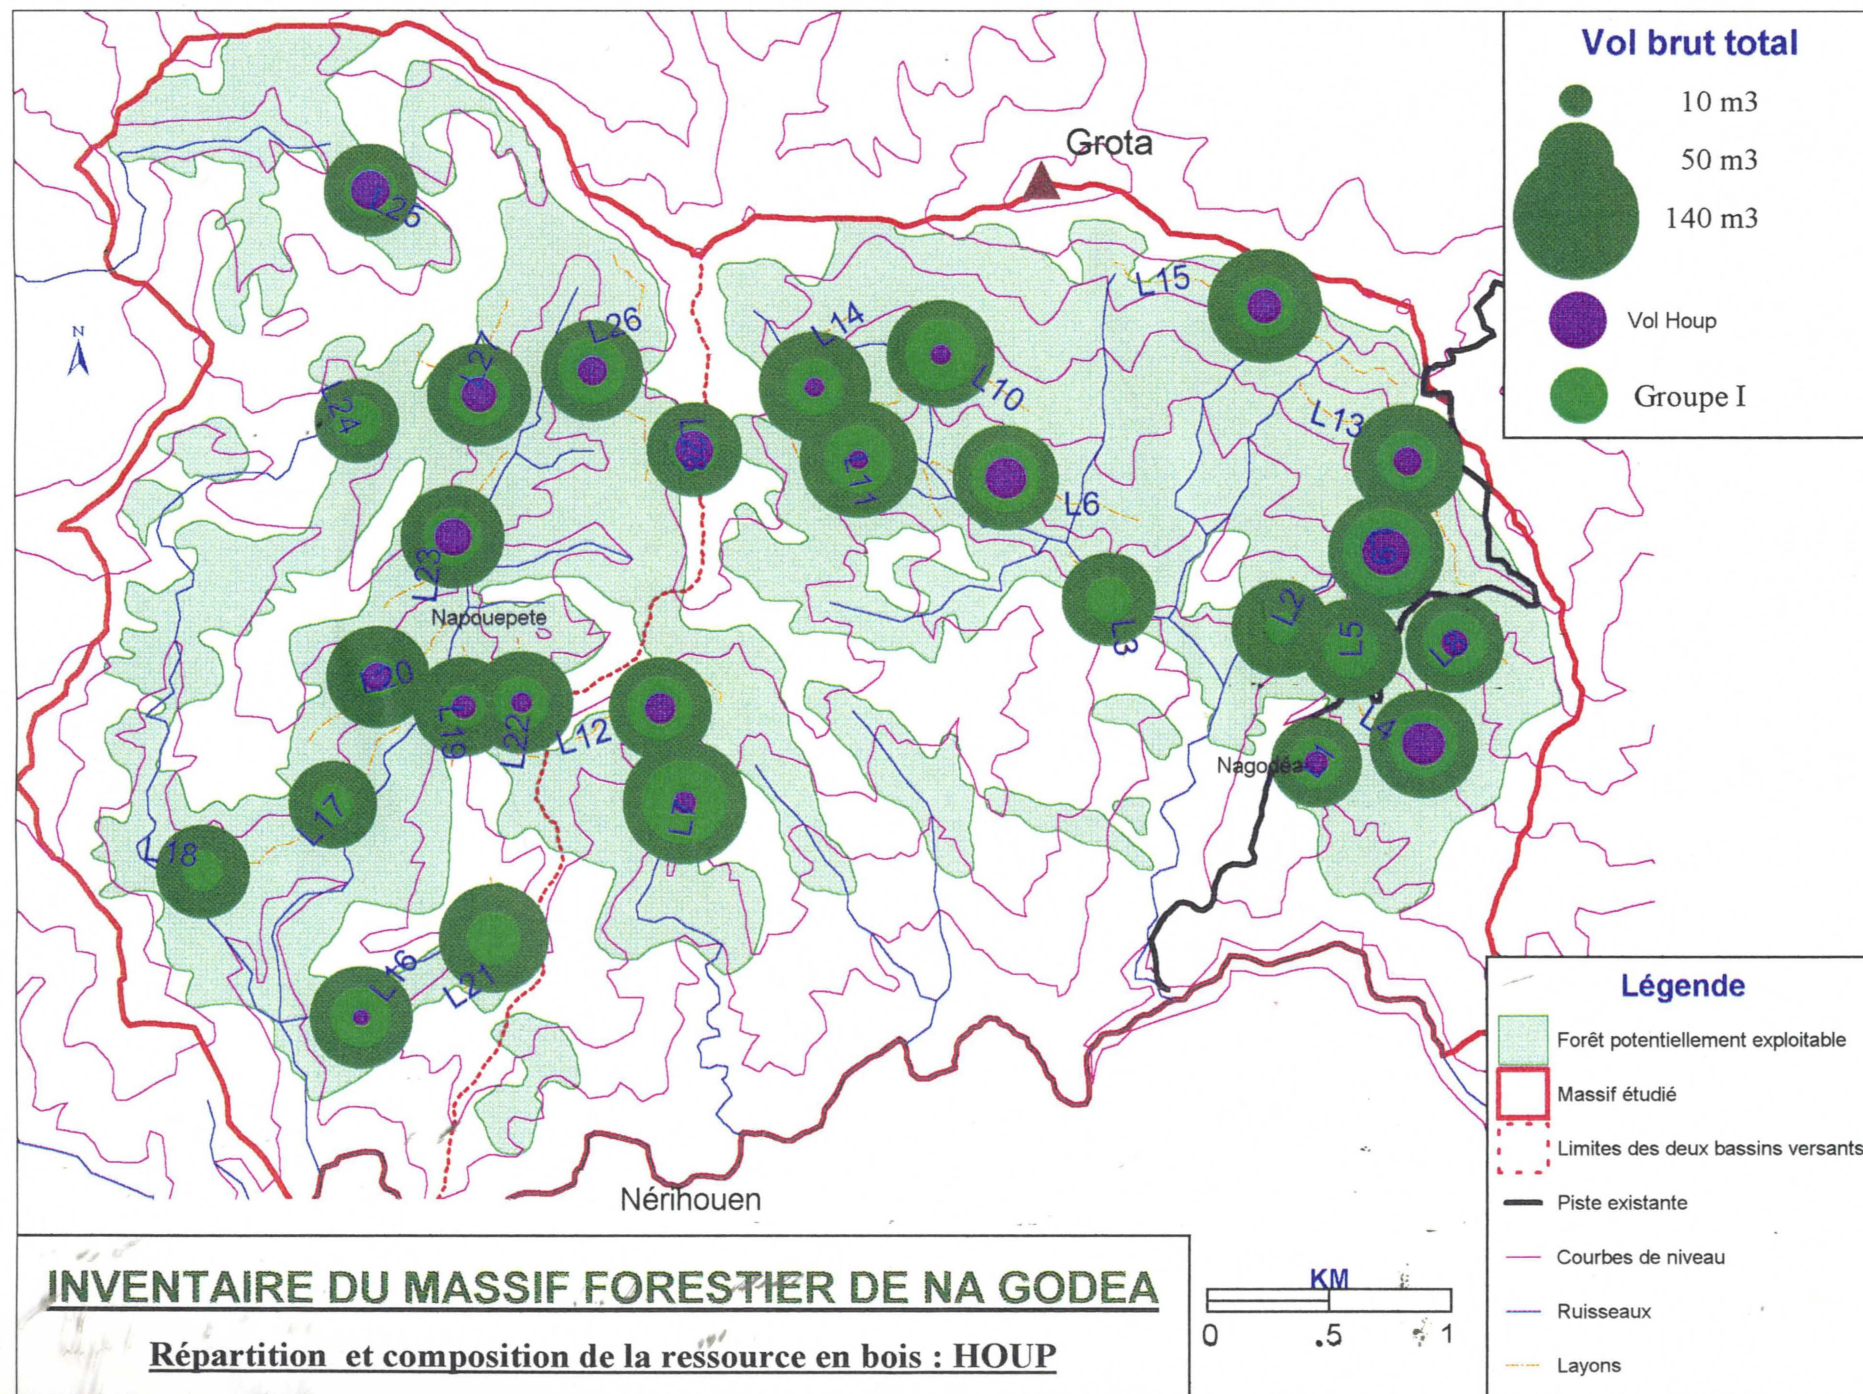 Vol brut total
10 m3
50 m3
140 m3
Vol Houp
Groupe I
Grota
N
L25
L15
L26
L14
L27
L10
L24
L13
L28
L11
L6
L23
Napouepete
L2
L5
L3
L20
L19
L22
L12
L4
Nagodéa
L1
L17
L7
L18
L16
L21
Nérihouen
Légende
Forêt potentiellement exploitable
Massif étudié
Limites des deux bassins versants
Piste existante
Courbes de niveau
Ruisseaux
Layons
INVENTAIRE DU MASSIF FORESTIER DE NA GODEA
Répartition et composition de la ressource en bois : HOUP
KM
0 .5 1